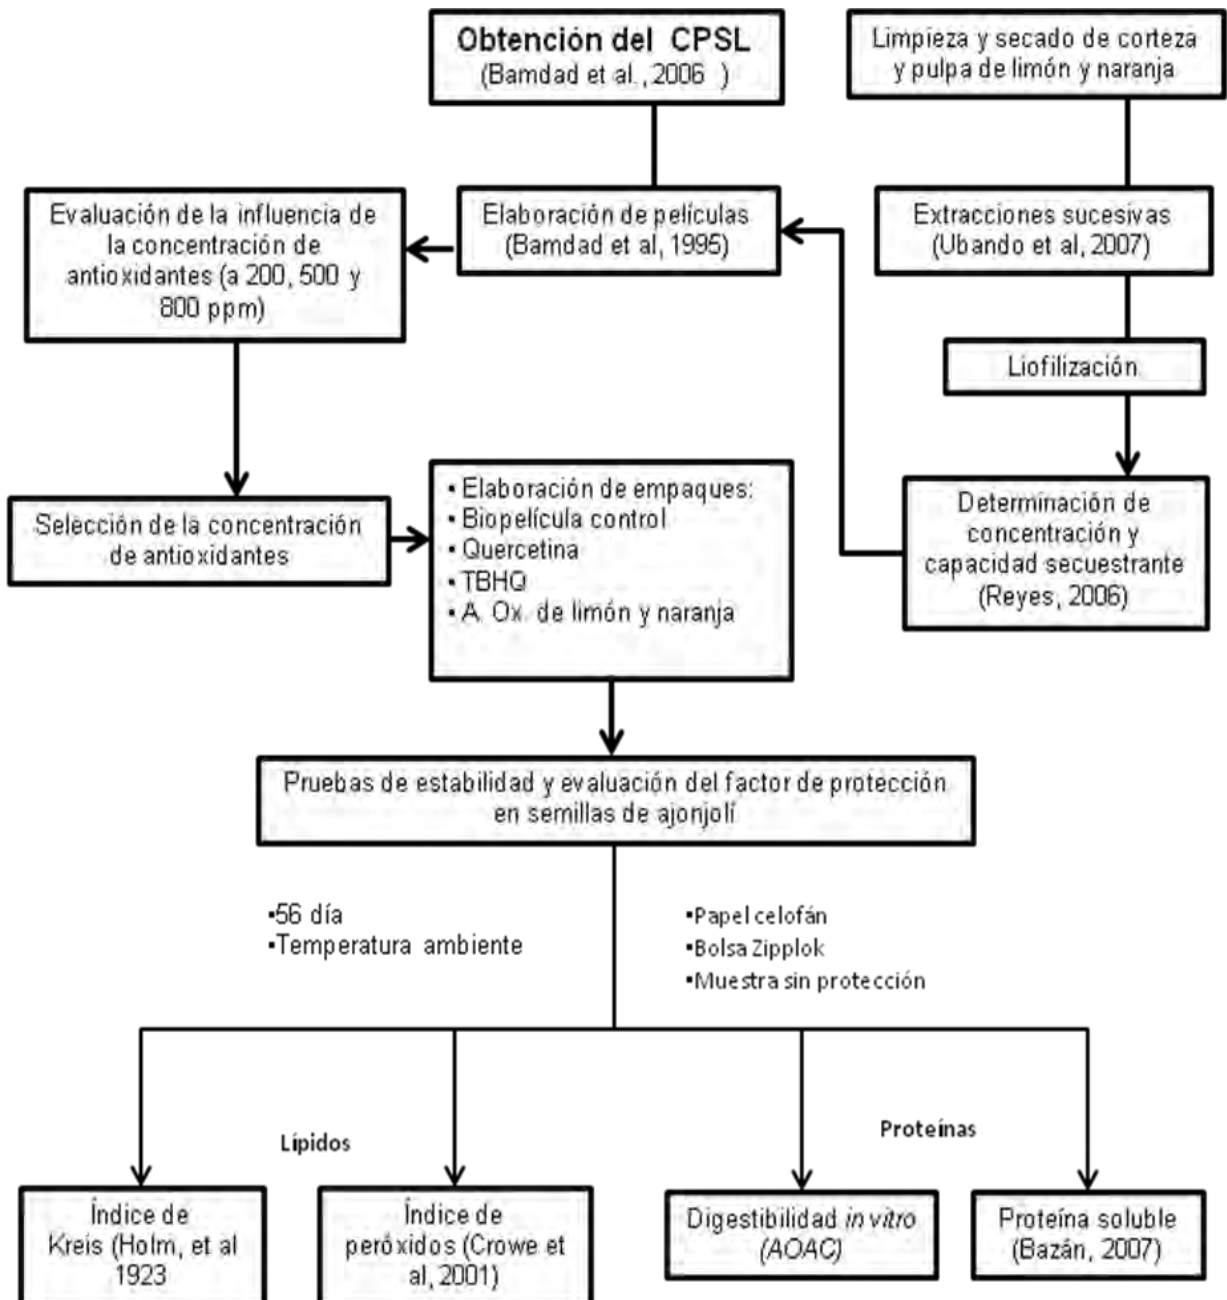 Obtención del CPSL
(Bamdad et al., 2006 )
Limpieza y secado de corteza
y pulpa de limón y naranja
Evaluación de la influencia de
la concentración de
antioxidantes (a 200, 500 y
800 ppm)
Elaboración de películas
(Bamdad et al, 1995)
Extracciones sucesivas
(Ubando et al, 2007)
Liofilización
Selección de la concentración
de antioxidantes
▪ Elaboración de empaques:
▪ Biopelícula control
▪ Quercetina
▪ TBHQ
▪ A. Ox. de limón y naranja
Determinación de
concentración y
capacidad secuestrante
(Reyes, 2006)
Pruebas de estabilidad y evaluación del factor de protección
en semillas de ajonjolí
▪56 día
▪Temperatura ambiente
▪Papel celofán
▪Bolsa Zipplok
▪Muestra sin protección
Lípidos
Proteínas
Índice de
Kreis (Holm, et al
1923
Índice de
peróxidos (Crowe et
al, 2001)
Digestibilidad in vitro
(AOAC)
Proteína soluble
(Bazán, 2007)